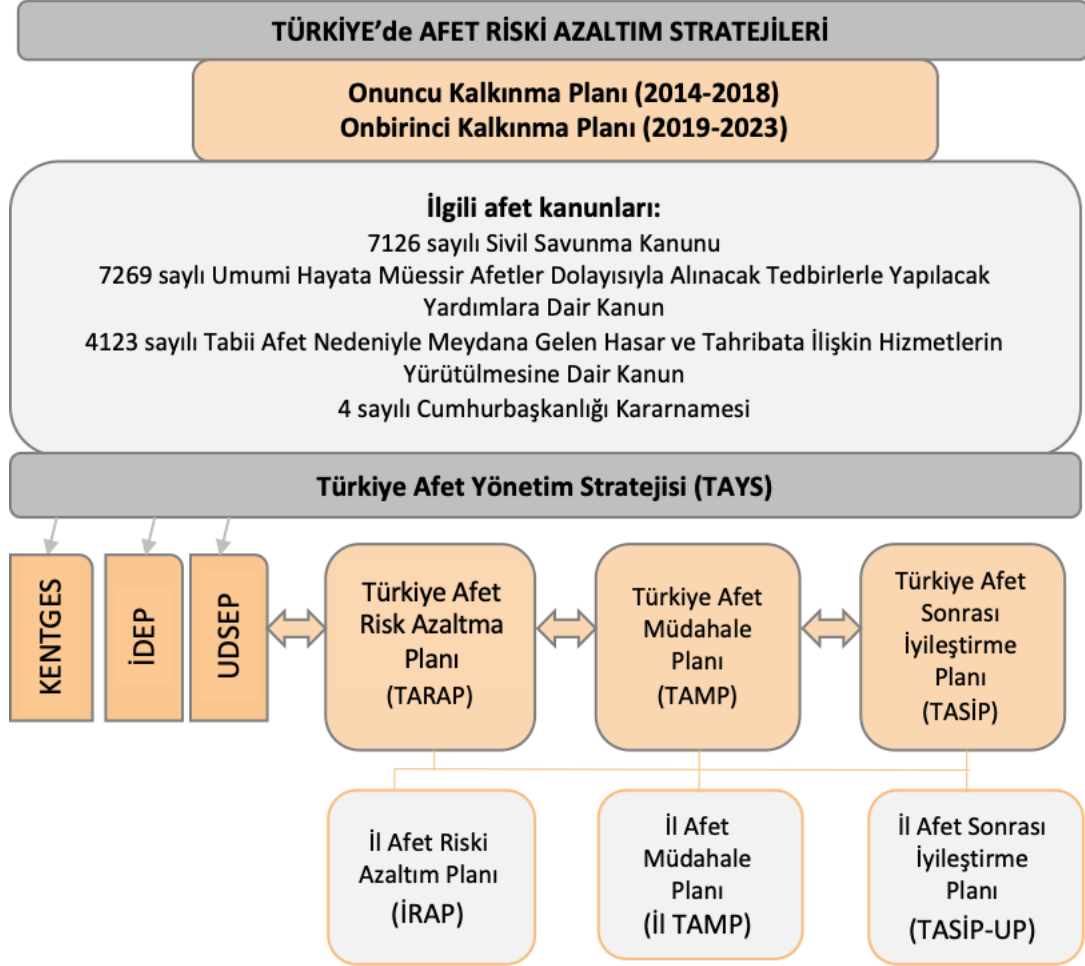 TÜRKİYE’de AFET RİSKİ AZALTIM STRATEJİLERİ
Onuncu Kalkınma Planı (2014-2018)
Onbirinci Kalkınma Planı (2019-2023)
İlgili afet kanunları:
7126 sayılı Sivil Savunma Kanunu
7269 saylı Umumi Hayata Müessir Afetler Dolayısıyla Alınacak Tedbirlerle Yapılacak
Yardımlara Dair Kanun
4123 sayılı Tabii Afet Nedeniyle Meydana Gelen Hasar ve Tahribata İlişkin Hizmetlerin
Yürütülmesine Dair Kanun
4 sayılı Cumhurbaşkanlığı Kararnamesi
Türkiye Afet Yönetim Stratejisi (TAYS)
KENTGES
İDEP
UDSEP
Türkiye Afet
Risk Azaltma
Planı
(TARAP)
Türkiye Afet
Müdahale
Planı
(TAMP)
Türkiye Afet
Sonrası
İyileştirme
Planı
(TASİP)
İl Afet Riski
Azaltım Planı
(İRAP)
İl Afet
Müdahale
Planı
(İl TAMP)
İl Afet Sonrası
İyileştirme
Planı
(TASİP-UP)